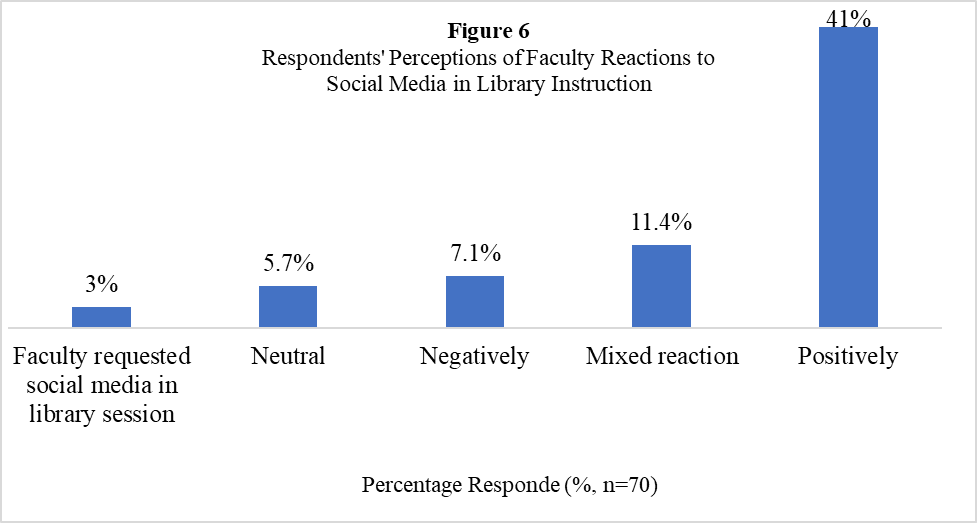 Figure 6
Respondents' Perceptions of Faculty Reactions to
Social Media in Library Instruction
3%
5.7%
7.1%
11.4%
41%
Faculty requested
social media in
library session
Neutral
Negatively
Mixed reaction
Positively
Percentage Responde (%, n=70)